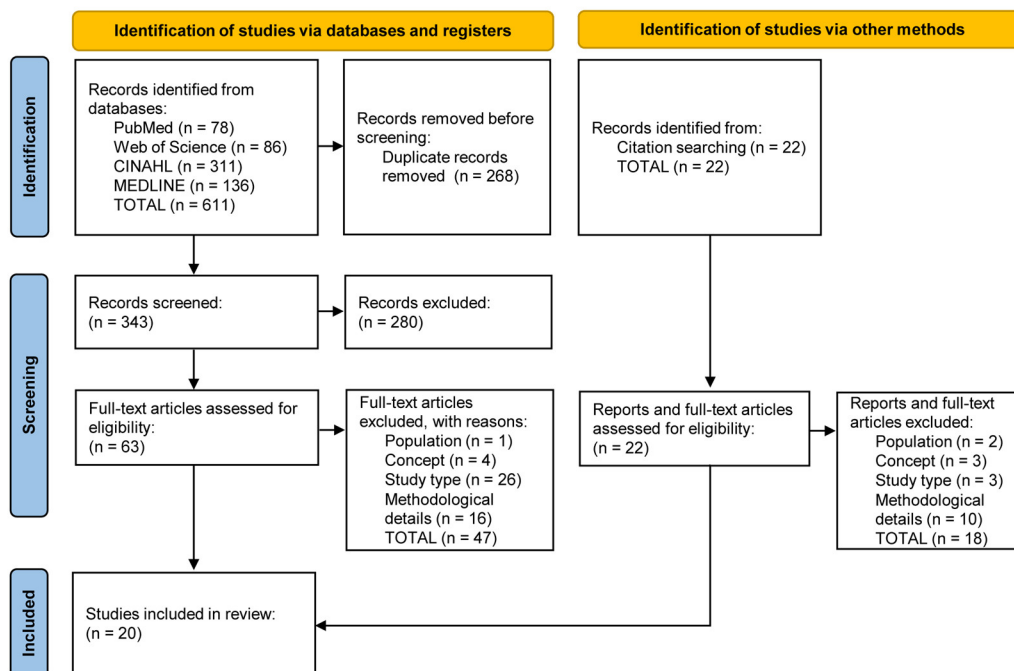 Identification of studies via databases and registers
Identification of studies via other methods
Identification
Records identified from
databases:
PubMed (n = 78)
Web of Science (n = 86)
CINAHL (n = 311)
MEDLINE (n = 136)
TOTAL (n = 611)
Records removed before
screening:
Duplicate records
removed (n = 268)
Records identified from:
Citation searching (n = 22)
TOTAL (n = 22)
Screening
Records screened:
(n = 343)
Records excluded:
(n = 280)
Full-text articles assessed for
eligibility:
(n = 63)
Full-text articles
excluded, with reasons:
Population (n = 1)
Concept (n = 4)
Study type (n = 26)
Methodological
details (n = 16)
TOTAL (n = 47)
Reports and full-text articles
assessed for eligibility:
(n = 22)
Reports and full-text
articles excluded:
Population (n = 2)
Concept (n = 3)
Study type (n = 3)
Methodological
details (n = 10)
TOTAL (n = 18)
Included
Studies included in review:
(n = 20)